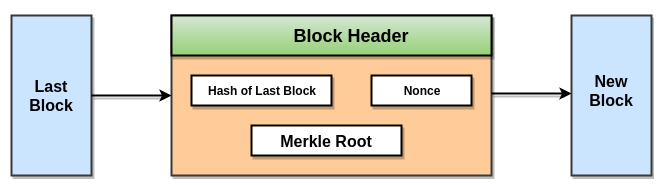 Block Header
Last
Block
Hash of Last Block
Nonce
Merkle Root
New
Block